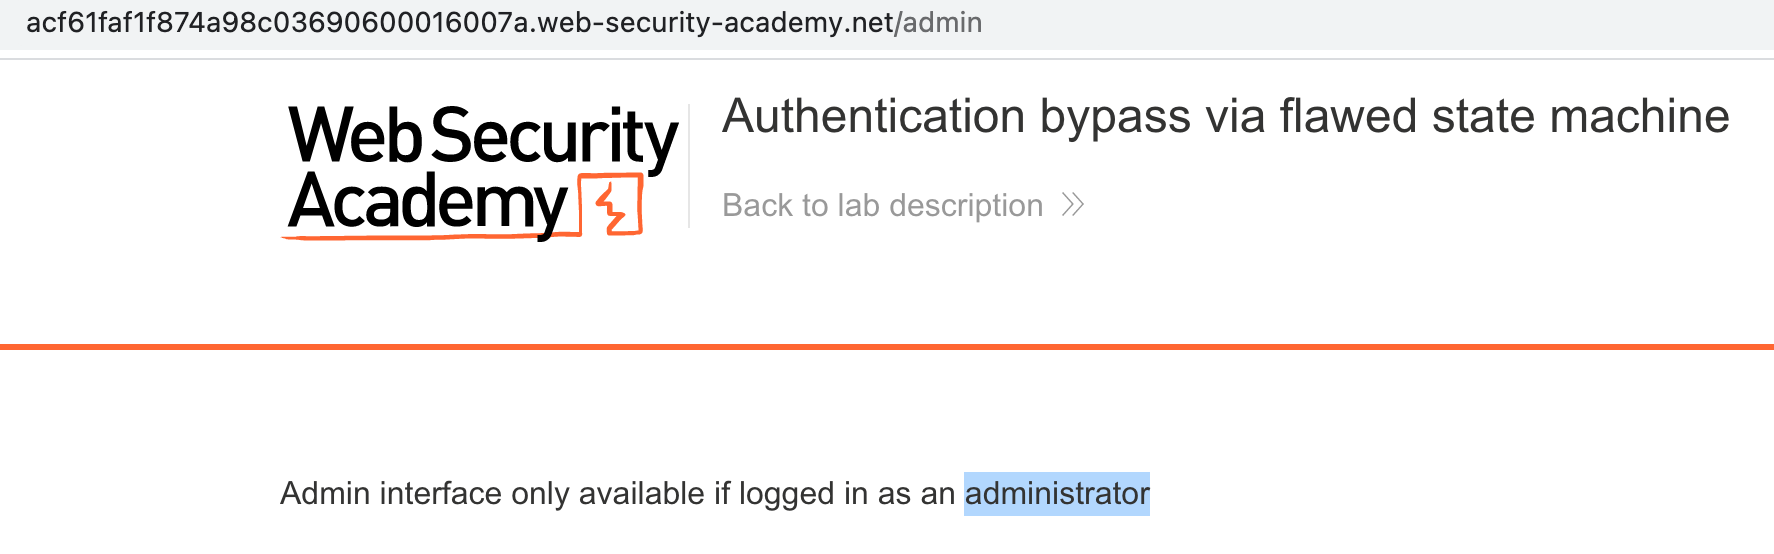 acf61faf1f874a98c03690600016007a.web-security-academy.net/admin
Web Security
Academy
Authentication bypass via flawed state machine
Back to lab description
Admin interface only available if logged in as an administrator